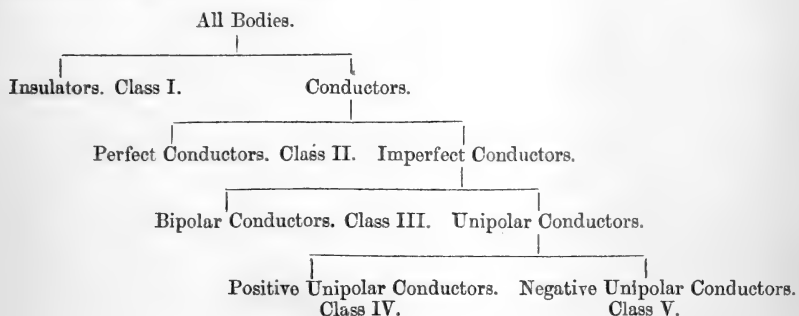 All Bodies.
Insulators. Class I. Conductors.
Perfect Conductors. Class II. Imperfect Conductors.
Bipolar Conductors. Class III. Unipolar Conductors.
Positive Unipolar Conductors. Negative Unipolar Conductors.
Class IV. Class V.